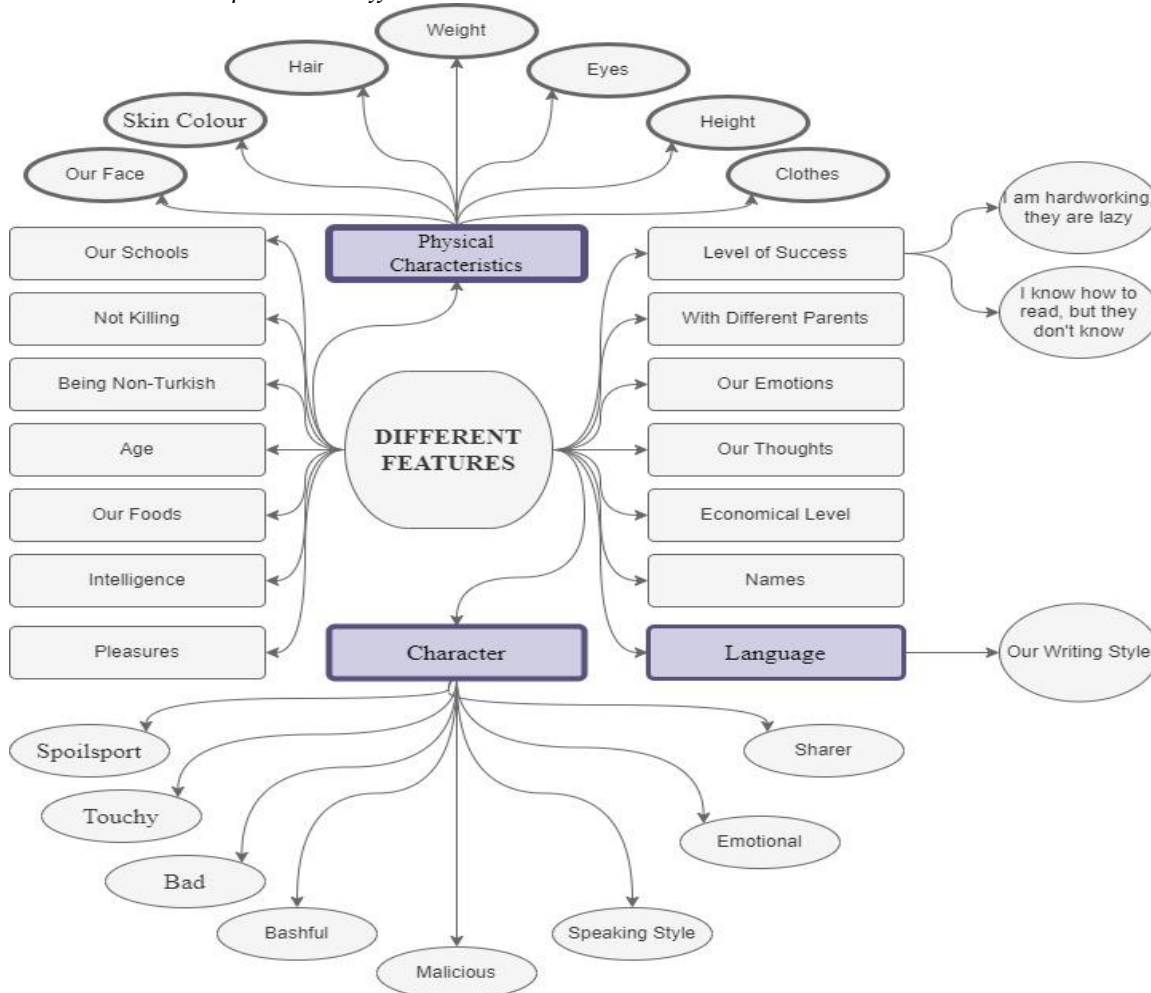 Weight
Hair
Eyes
Skin Colour
Height
Our Face
Clothes
I am hardworking,
they are lazy
Our Schools
Physical
Characteristics
Level of Success
I know how to
read, but they
don't know
Not Killing
With Different Parents
Being Non-Turkish
Our Emotions
DIFFERENT
FEATURES
Age
Our Thoughts
Our Foods
Economical Level
Intelligence
Names
Pleasures
Character
Language
Our Writing Style
Spoilsport
Sharer
Touchy
Emotional
Bad
Bashful
Speaking Style
Malicious